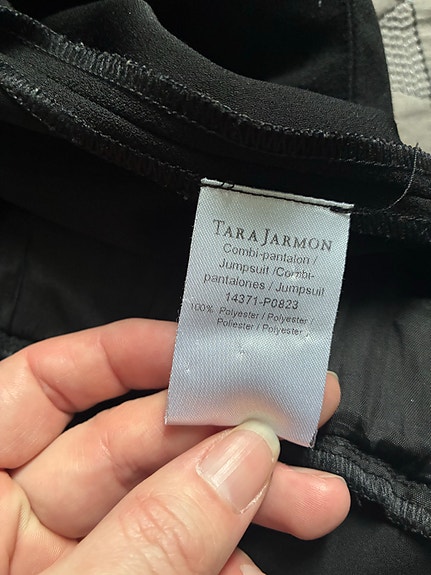 TARA JARMON
Combi-pantalon /
Jumpsuit /Combi-
pantalones / Jumpsuit
14371-P0823
100% Polyester / Polyester /
Poliester / Polyester